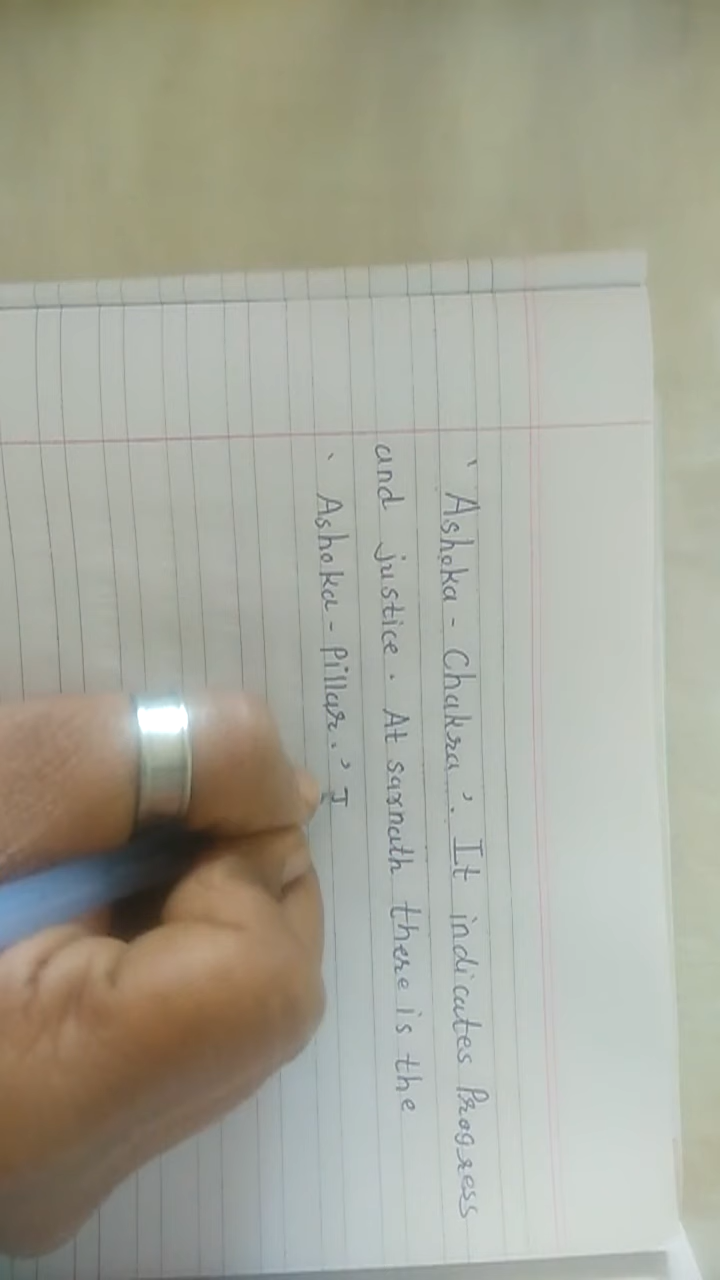 ‘Ashoka-Chakra’. It indicates Progress
and justice. At sarnath there is the
‘Ashoka-Pillar.’ I